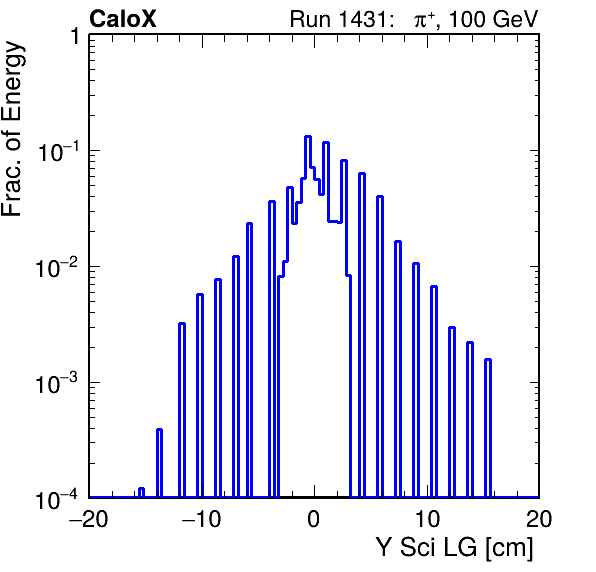 CaloX Run 1431: π⁺, 100 GeV
Frac. of Energy
1
10⁻¹
10⁻²
10⁻³
10⁻⁴
−20 −10 0 10 20
Y Sci LG [cm]